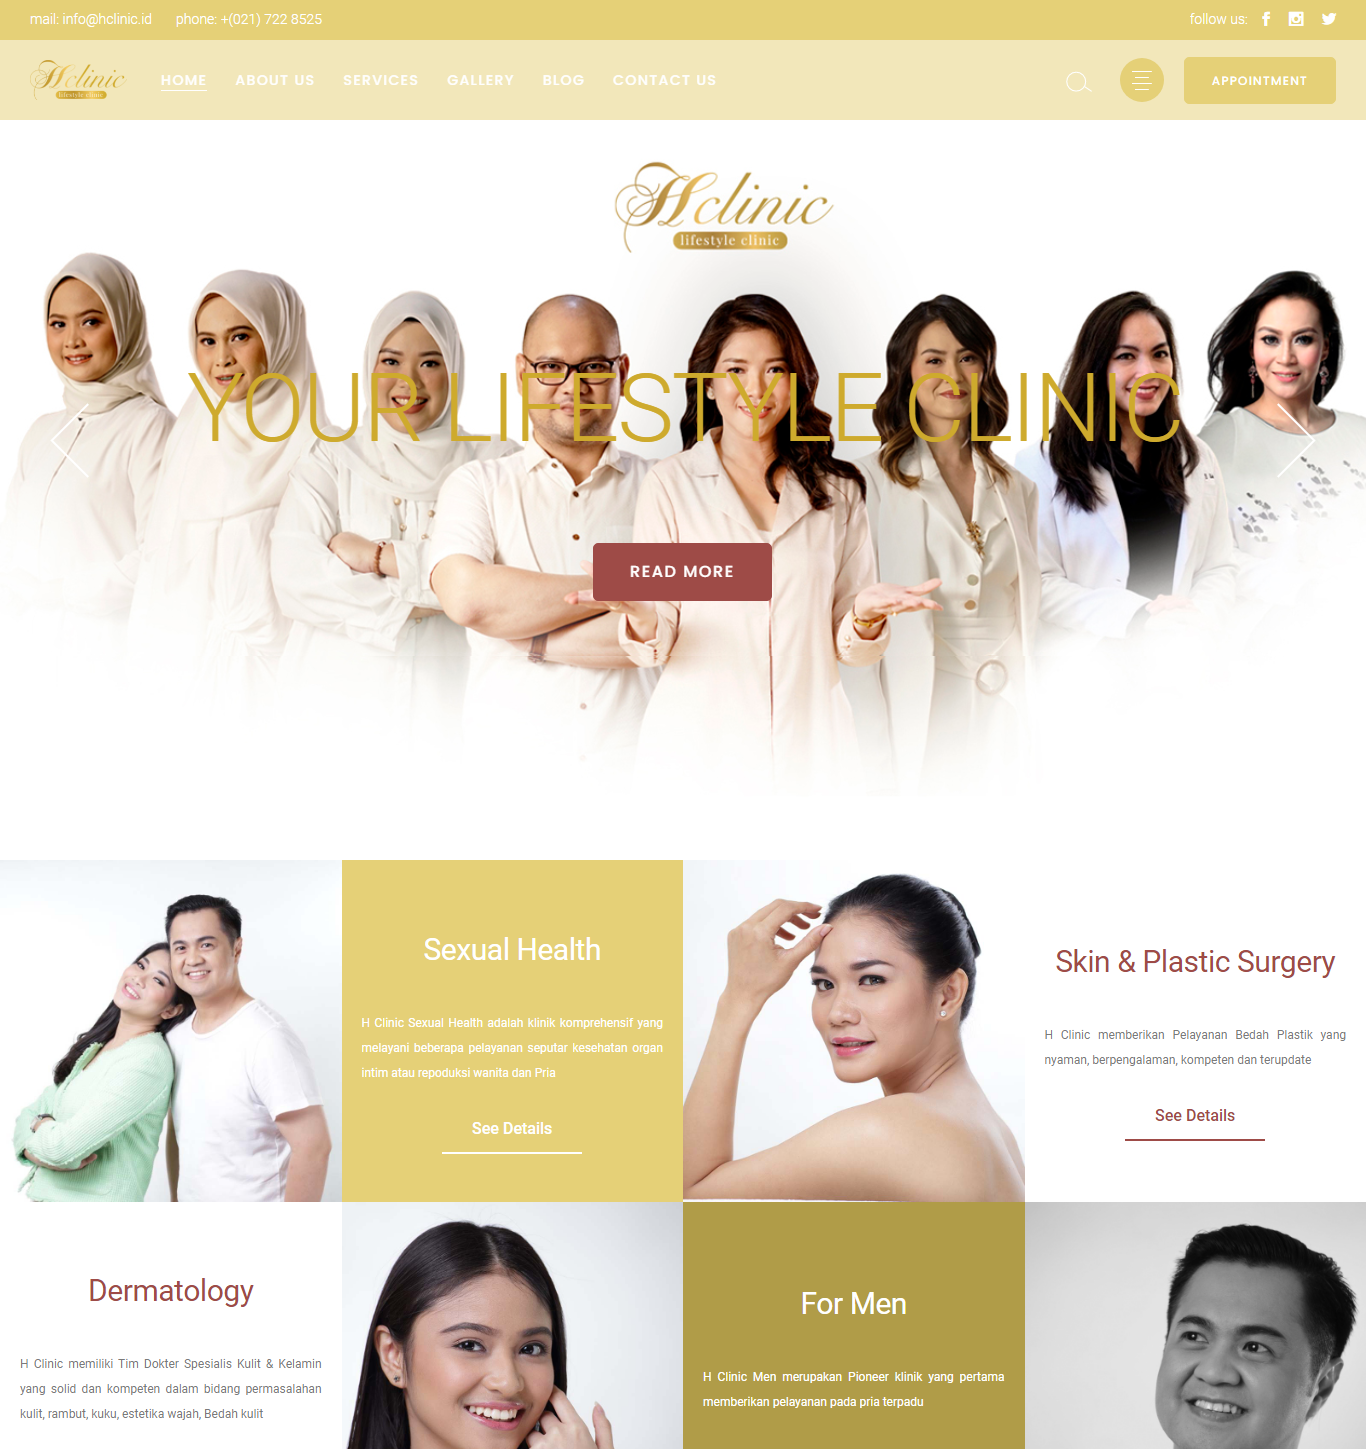 mail: info@hclinic.id phone: +(021) 722 8525 follow us:
Hclinic
lifestyle clinic
HOME ABOUT US SERVICES GALLERY BLOG CONTACT US APPOINTMENT
Hclinic
lifestyle clinic
YOUR LIFESTYLE CLINIC
READ MORE
Sexual Health
H Clinic Sexual Health adalah klinik komprehensif yang
melayani beberapa pelayanan seputar kesehatan organ
intim atau repoduksi wanita dan Pria
See Details
Skin & Plastic Surgery
H Clinic memberikan Pelayanan Bedah Plastik yang
nyaman, berpengalaman, kompeten dan terupdate
See Details
Dermatology
H Clinic memiliki Tim Dokter Spesialis Kulit & Kelamin
yang solid dan kompeten dalam bidang permasalahan
kulit, rambut, kuku, estetika wajah, Bedah kulit
For Men
H Clinic Men merupakan Pioneer klinik yang pertama
memberikan pelayanan pada pria terpadu